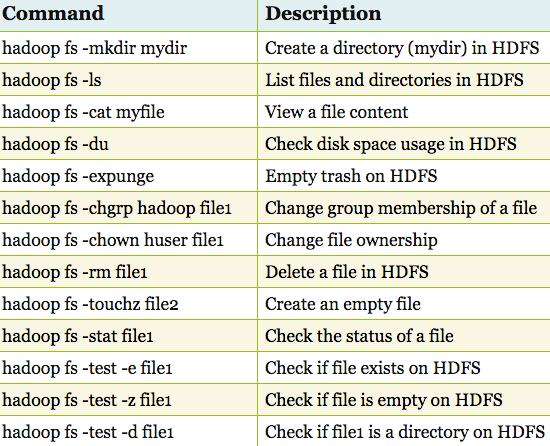 Command Description
hadoop fs -mkdir mydir Create a directory (mydir) in HDFS
hadoop fs -ls List files and directories in HDFS
hadoop fs -cat myfile View a file content
hadoop fs -du Check disk space usage in HDFS
hadoop fs -expunge Empty trash on HDFS
hadoop fs -chgrp hadoop file1 Change group membership of a file
hadoop fs -chown huser file1 Change file ownership
hadoop fs -rm file1 Delete a file in HDFS
hadoop fs -touchz file2 Create an empty file
hadoop fs -stat file1 Check the status of a file
hadoop fs -test -e file1 Check if file exists on HDFS
hadoop fs -test -z file1 Check if file is empty on HDFS
hadoop fs -test -d file1 Check if file1 is a directory on HDFS